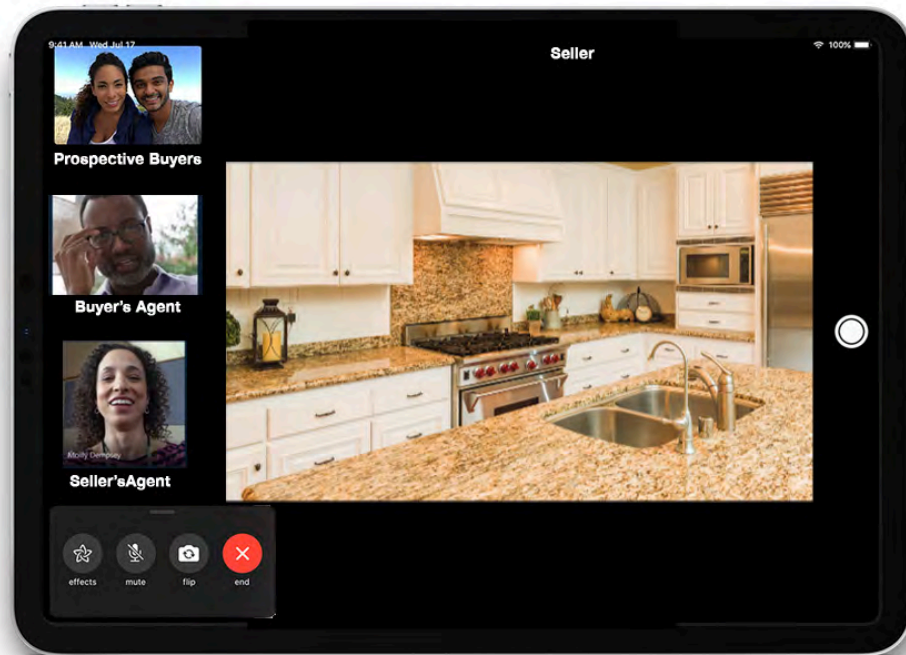 9:41 AM Wed Jul 17
Seller
100%
Prospective Buyers
Buyer's Agent
Molly Dempsey
Seller'sAgent
effects
mute
flip
end